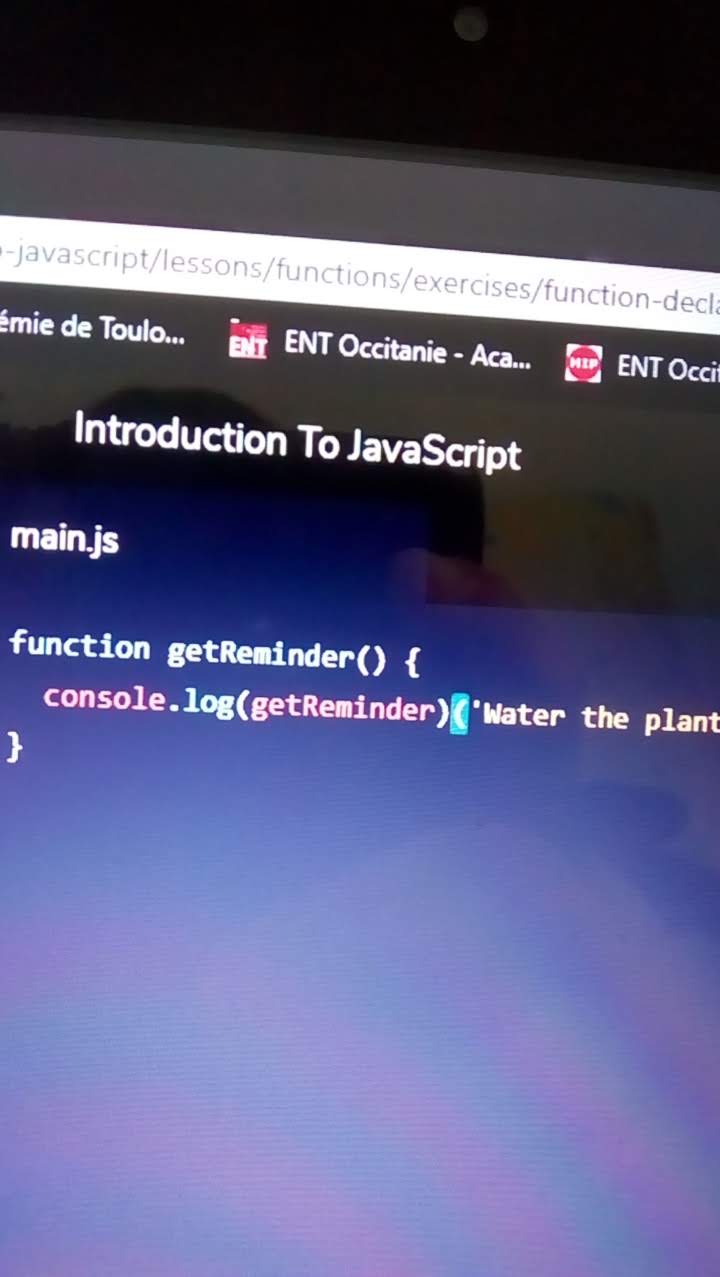 -javascript/lessons/functions/exercises/function-decla
émie de Toulo...
ENT
ENT Occitanie - Aca...
MIP
ENT Occit
Introduction To JavaScript
main.js
function getReminder() {
console.log(getReminder)('Water the plant
}